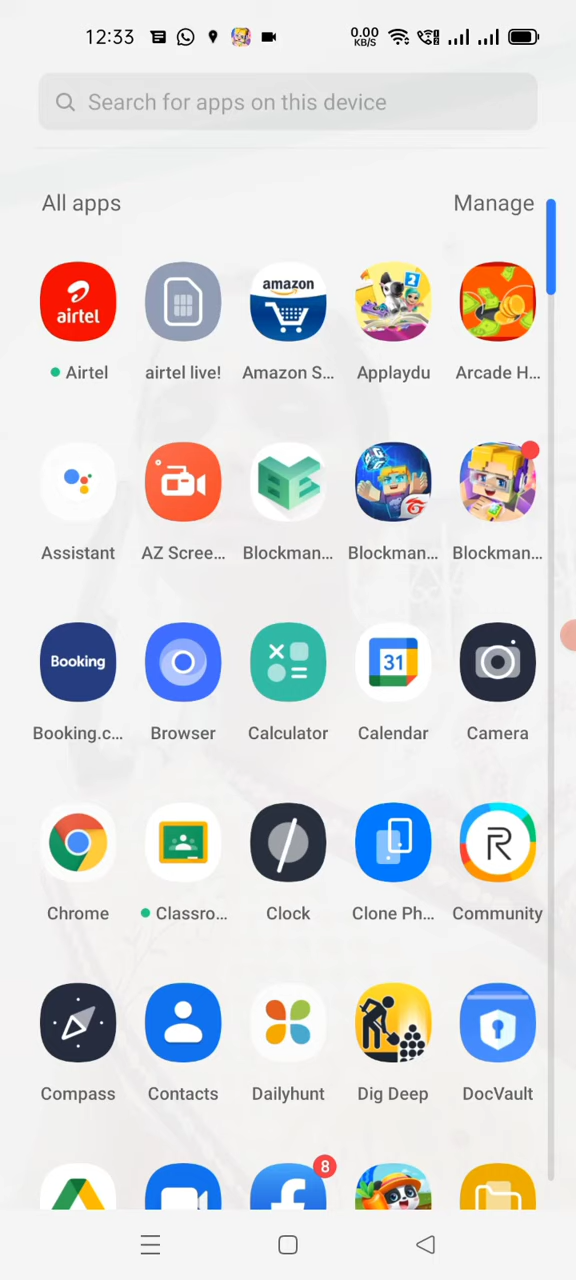 12:33 0.00 KB/S
Search for apps on this device
All apps Manage
airtel amazon 2
Airtel airtel live! Amazon S... Applaydu Arcade H...
Assistant AZ Scree... Blockman... Blockman... Blockman...
Booking 31
Booking.c... Browser Calculator Calendar Camera
R
Chrome Classro... Clock Clone Ph... Community
Compass Contacts Dailyhunt Dig Deep DocVault
8